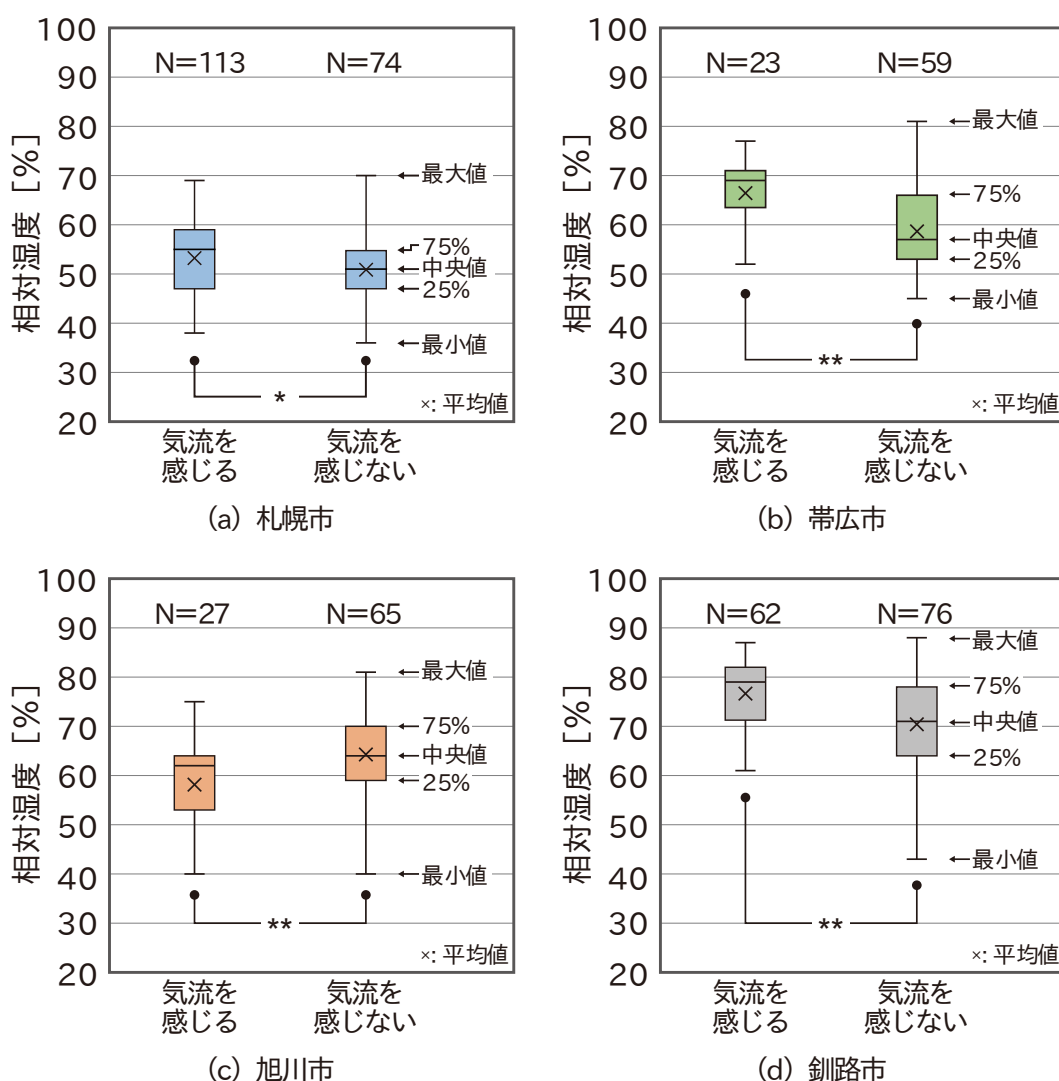 100
90
80
70
60
50
40
30
20
相対湿度 [%]
N=113
N=74
最大値
75%
中央値
25%
最小値
*
×: 平均値
気流を
感じる
気流を
感じない
(a) 札幌市
100
90
80
70
60
50
40
30
20
相対湿度 [%]
N=23
N=59
最大値
75%
中央値
25%
最小値
**
×: 平均値
気流を
感じる
気流を
感じない
(b) 帯広市
100
90
80
70
60
50
40
30
20
相対湿度 [%]
N=27
N=65
最大値
75%
中央値
25%
最小値
**
×: 平均値
気流を
感じる
気流を
感じない
(c) 旭川市
100
90
80
70
60
50
40
30
20
相対湿度 [%]
N=62
N=76
最大値
75%
中央値
25%
最小値
**
×: 平均値
気流を
感じる
気流を
感じない
(d) 釧路市